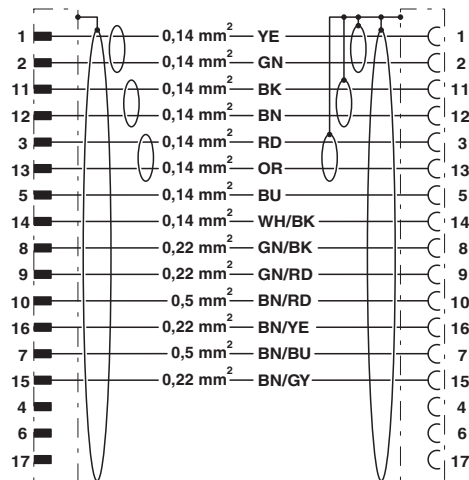 1 0,14 mm² YE 1
2 0,14 mm² GN 2
11 0,14 mm² BK 11
12 0,14 mm² BN 12
3 0,14 mm² RD 3
13 0,14 mm² OR 13
5 0,14 mm² BU 5
14 0,14 mm² WH/BK 14
8 0,22 mm² GN/BK 8
9 0,22 mm² GN/RD 9
10 0,5 mm² BN/RD 10
16 0,22 mm² BN/YE 16
7 0,5 mm² BN/BU 7
15 0,22 mm² BN/GY 15
4 4
6 6
17 17